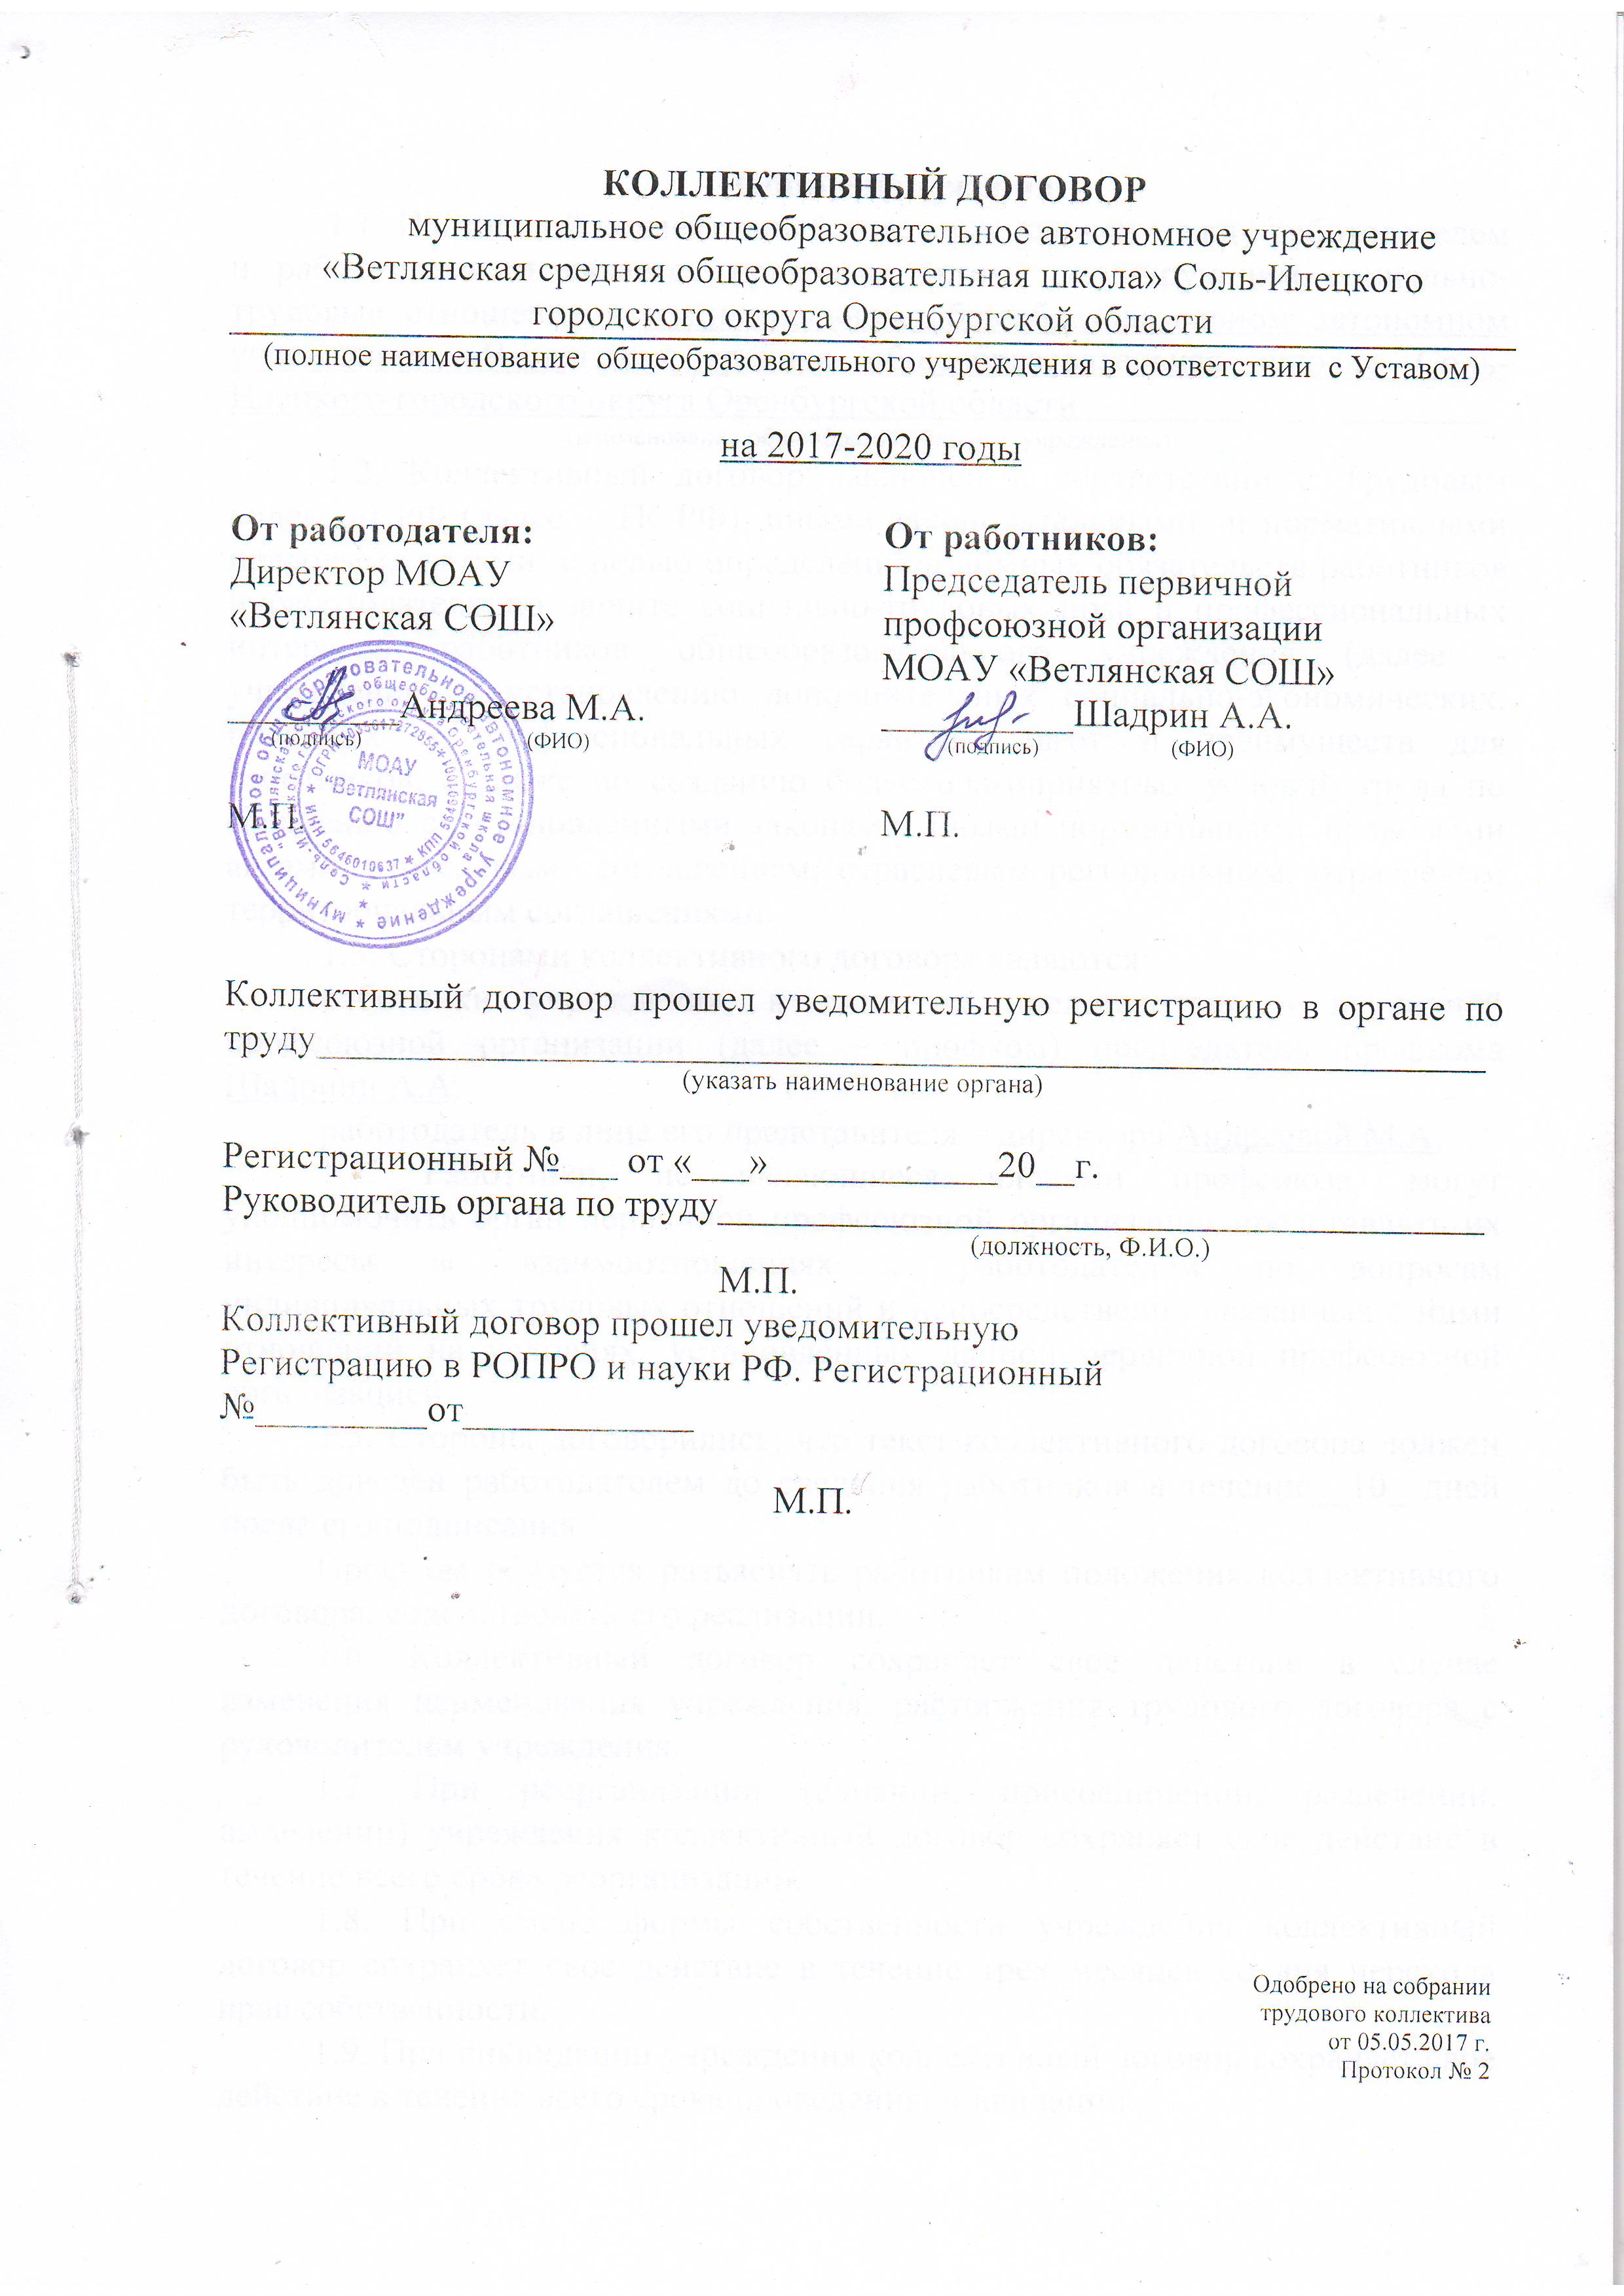 КОЛЛЕКТИВНЫЙ ДОГОВОР
муниципальное общеобразовательное автономное учреждение
«Ветлянская средняя общеобразовательная школа» Соль-Илецкого
городского округа Оренбургской области
(полное наименование общеобразовательного учреждения в соответствии с Уставом)
на 2017-2020 годы
От работодателя:
Директор МОАУ
«Ветлянская СОШ»
Андреева М.А.
(подпись) (ФИО)
М.П.
МОАУ
"Ветлянская
СОШ"
От работников:
Председатель первичной
профсоюзной организации
МОАУ «Ветлянская СОШ»
Шадрин А.А.
(подпись) (ФИО)
М.П.
Коллективный договор прошел уведомительную регистрацию в органе по
труду
(указать наименование органа)
Регистрационный №___ от «___»____________20__г.
Руководитель органа по труду
(должность, Ф.И.О.)
М.П.
Коллективный договор прошел уведомительную
Регистрацию в РОПРО и науки РФ. Регистрационный
№_________от____________
М.П.
Одобрено на собрании
трудового коллектива
от 05.05.2017 г.
Протокол № 2